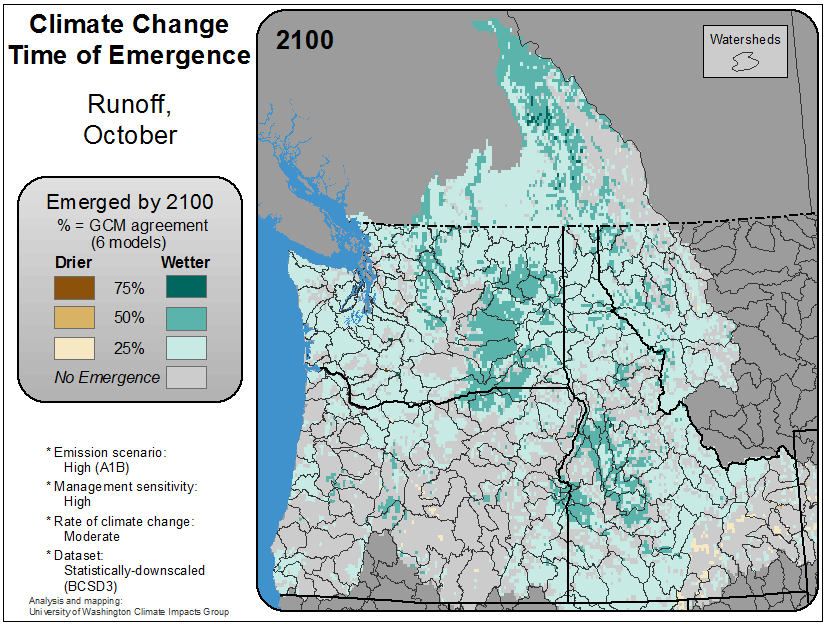 Climate Change
Time of Emergence
Runoff,
October
Emerged by 2100
% = GCM agreement
(6 models)
Drier Wetter
75%
50%
25%
No Emergence
* Emission scenario:
High (A1B)
* Management sensitivity:
High
* Rate of climate change:
Moderate
* Dataset:
Statistically-downscaled
(BCSD3)
Analysis and mapping:
University of Washington Climate Impacts Group
2100
Watersheds